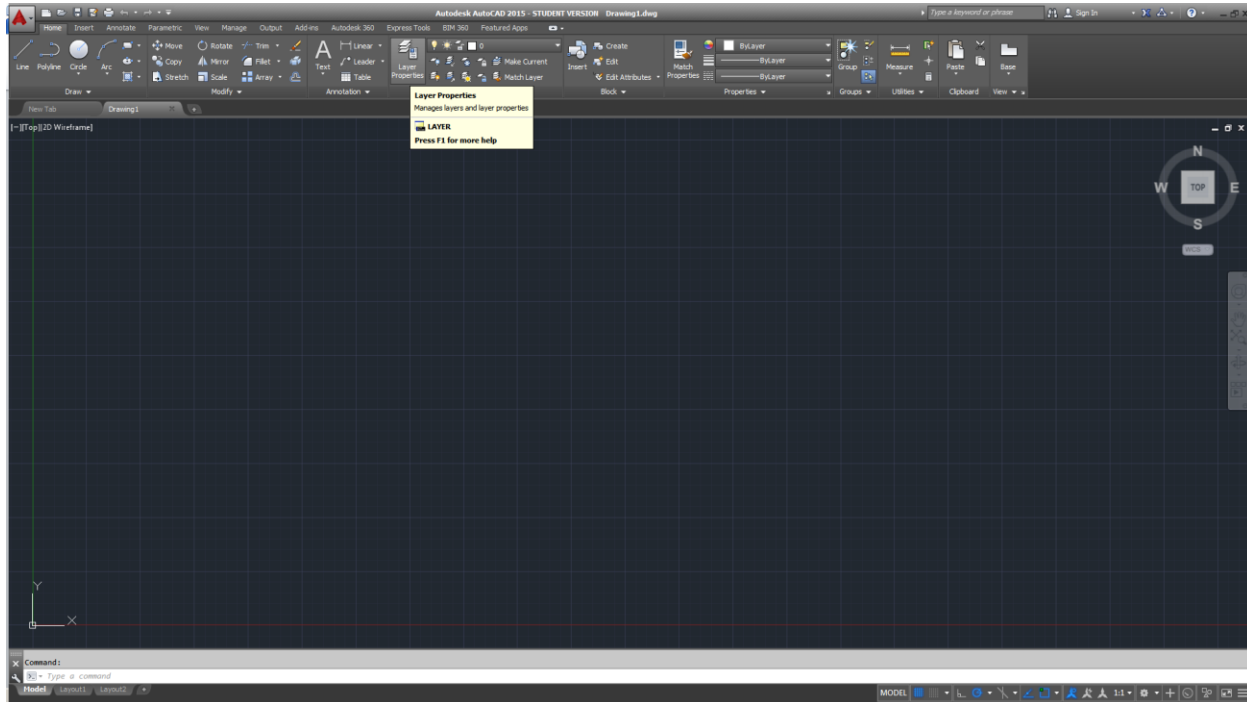 Autodesk AutoCAD 2015 - STUDENT VERSION Drawing1.dwg
Type a keyword or phrase
Sign In
Home Insert Annotate Parametric View Manage Output Add-ins Autodesk 360 Express Tools BIM 360 Featured Apps
Move Rotate Trim Linear 0 Create ByLayer
Line Polyline Circle Arc Copy Mirror Fillet Text Leader Layer Properties Make Current Insert Edit Match Properties ByLayer Group Measure Paste Base
Stretch Scale Array Table Match Layer Edit Attributes ByLayer
Draw Modify Annotation Block Properties Groups Utilities Clipboard View
New Tab Drawing1
Layer Properties
Manages layers and layer properties
LAYER
Press F1 for more help
[-][Top][2D Wireframe]
N
W TOP E
S
WCS
Y
X
Command:
Type a command
Model Layout1 Layout2
MODEL 1:1